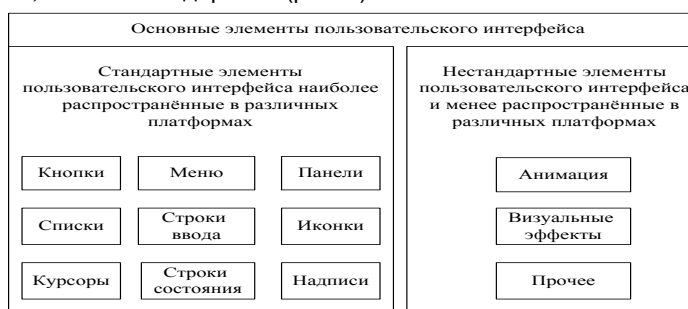 Основные элементы пользовательского интерфейса
Стандартные элементы
пользовательского интерфейса наиболее
распространённые в различных
платформах
Кнопки Меню Панели
Списки Строки ввода Иконки
Курсоры Строки состояния Надписи
Нестандартные элементы
пользовательского интерфейса
и менее распространённые в
различных платформах
Анимация
Визуальные
эффекты
Прочее